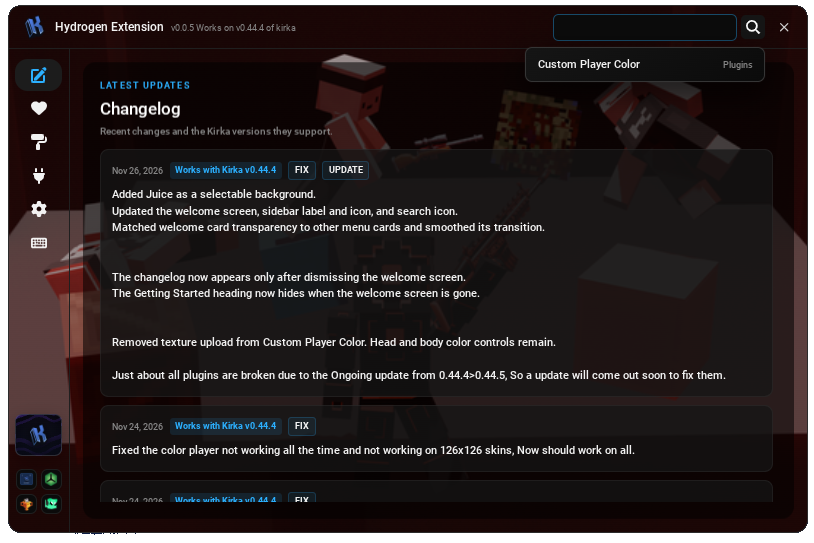 Hydrogen Extension v0.0.5 Works on v0.44.4 of kirka
Custom Player Color Plugins
LATEST UPDATES
Changelog
Recent changes and the Kirka versions they support.
Nov 26, 2026 Works with Kirka v0.44.4 FIX UPDATE
Added Juice as a selectable background.
Updated the welcome screen, sidebar label and icon, and search icon.
Matched welcome card transparency to other menu cards and smoothed its transition.
The changelog now appears only after dismissing the welcome screen.
The Getting Started heading now hides when the welcome screen is gone.
Removed texture upload from Custom Player Color. Head and body color controls remain.
Just about all plugins are broken due to the Ongoing update from 0.44.4>0.44.5, So a update will come out soon to fix them.
Nov 24, 2026 Works with Kirka v0.44.4 FIX
Fixed the color player not working all the time and not working on 126x126 skins, Now should work on all.
Nov 24, 2026 Works with Kirka v0.44.4 FIX